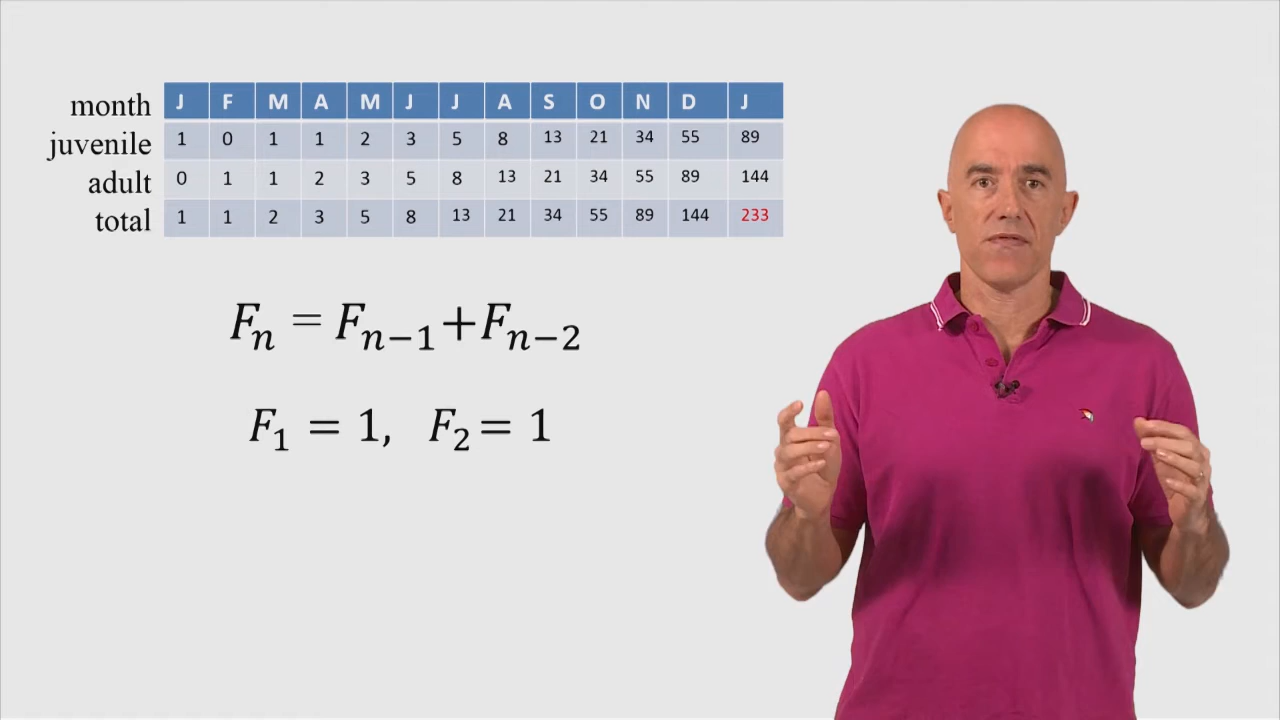 month J F M A M J J A S O N D J
juvenile 1 0 1 1 2 3 5 8 13 21 34 55 89
adult 0 1 1 2 3 5 8 13 21 34 55 89 144
total 1 1 2 3 5 8 13 21 34 55 89 144 233
Fₙ = Fₙ₋₁+Fₙ₋₂
F₁ = 1, F₂ = 1